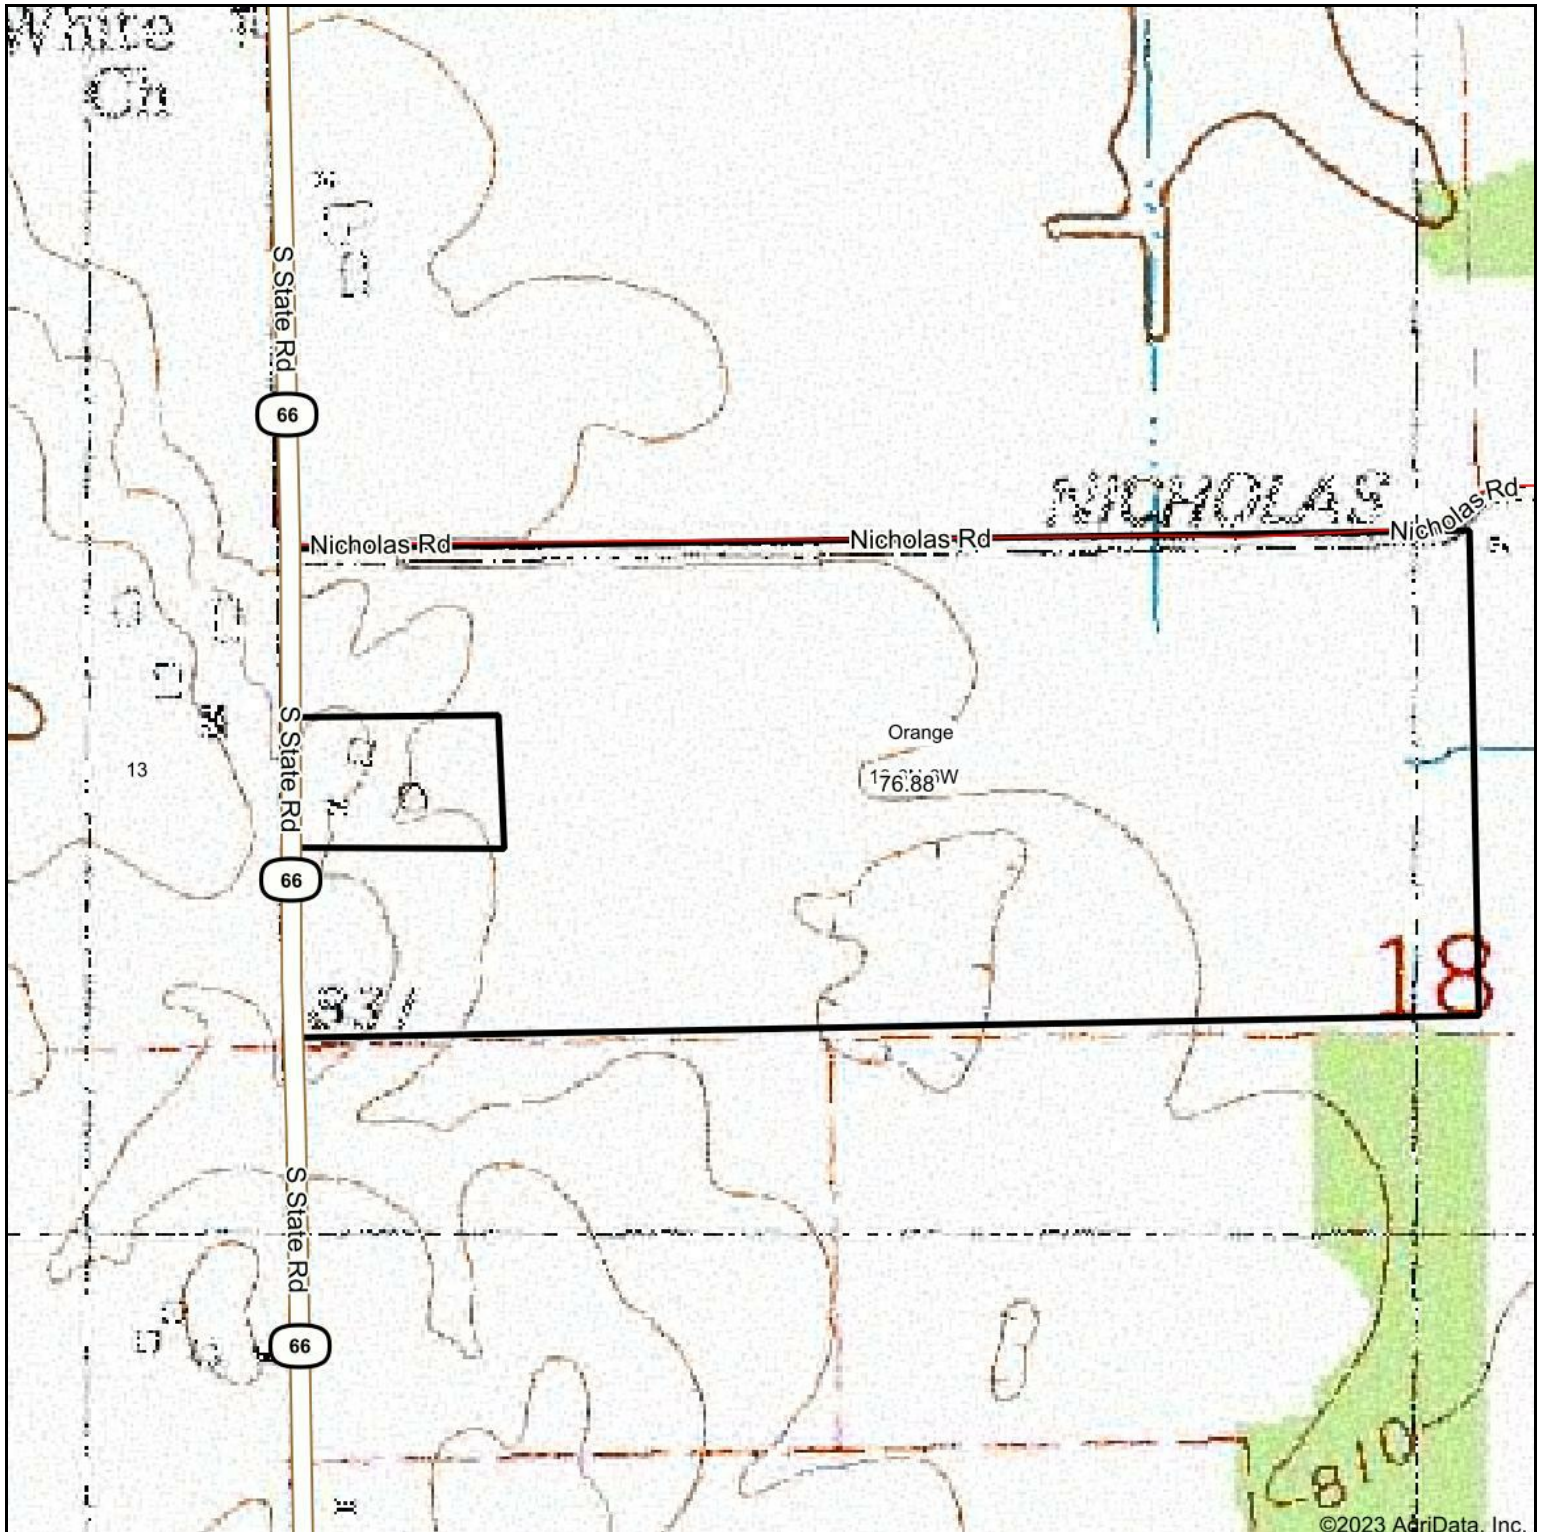 White
Ch
S State Rd
66
NICHOLAS
Nicholas Rd
Nicholas Rd
Nicholas Rd
Orange
76.88
13
S State Rd
66
18
S State Rd
66
810
©2023 AgriData, Inc.